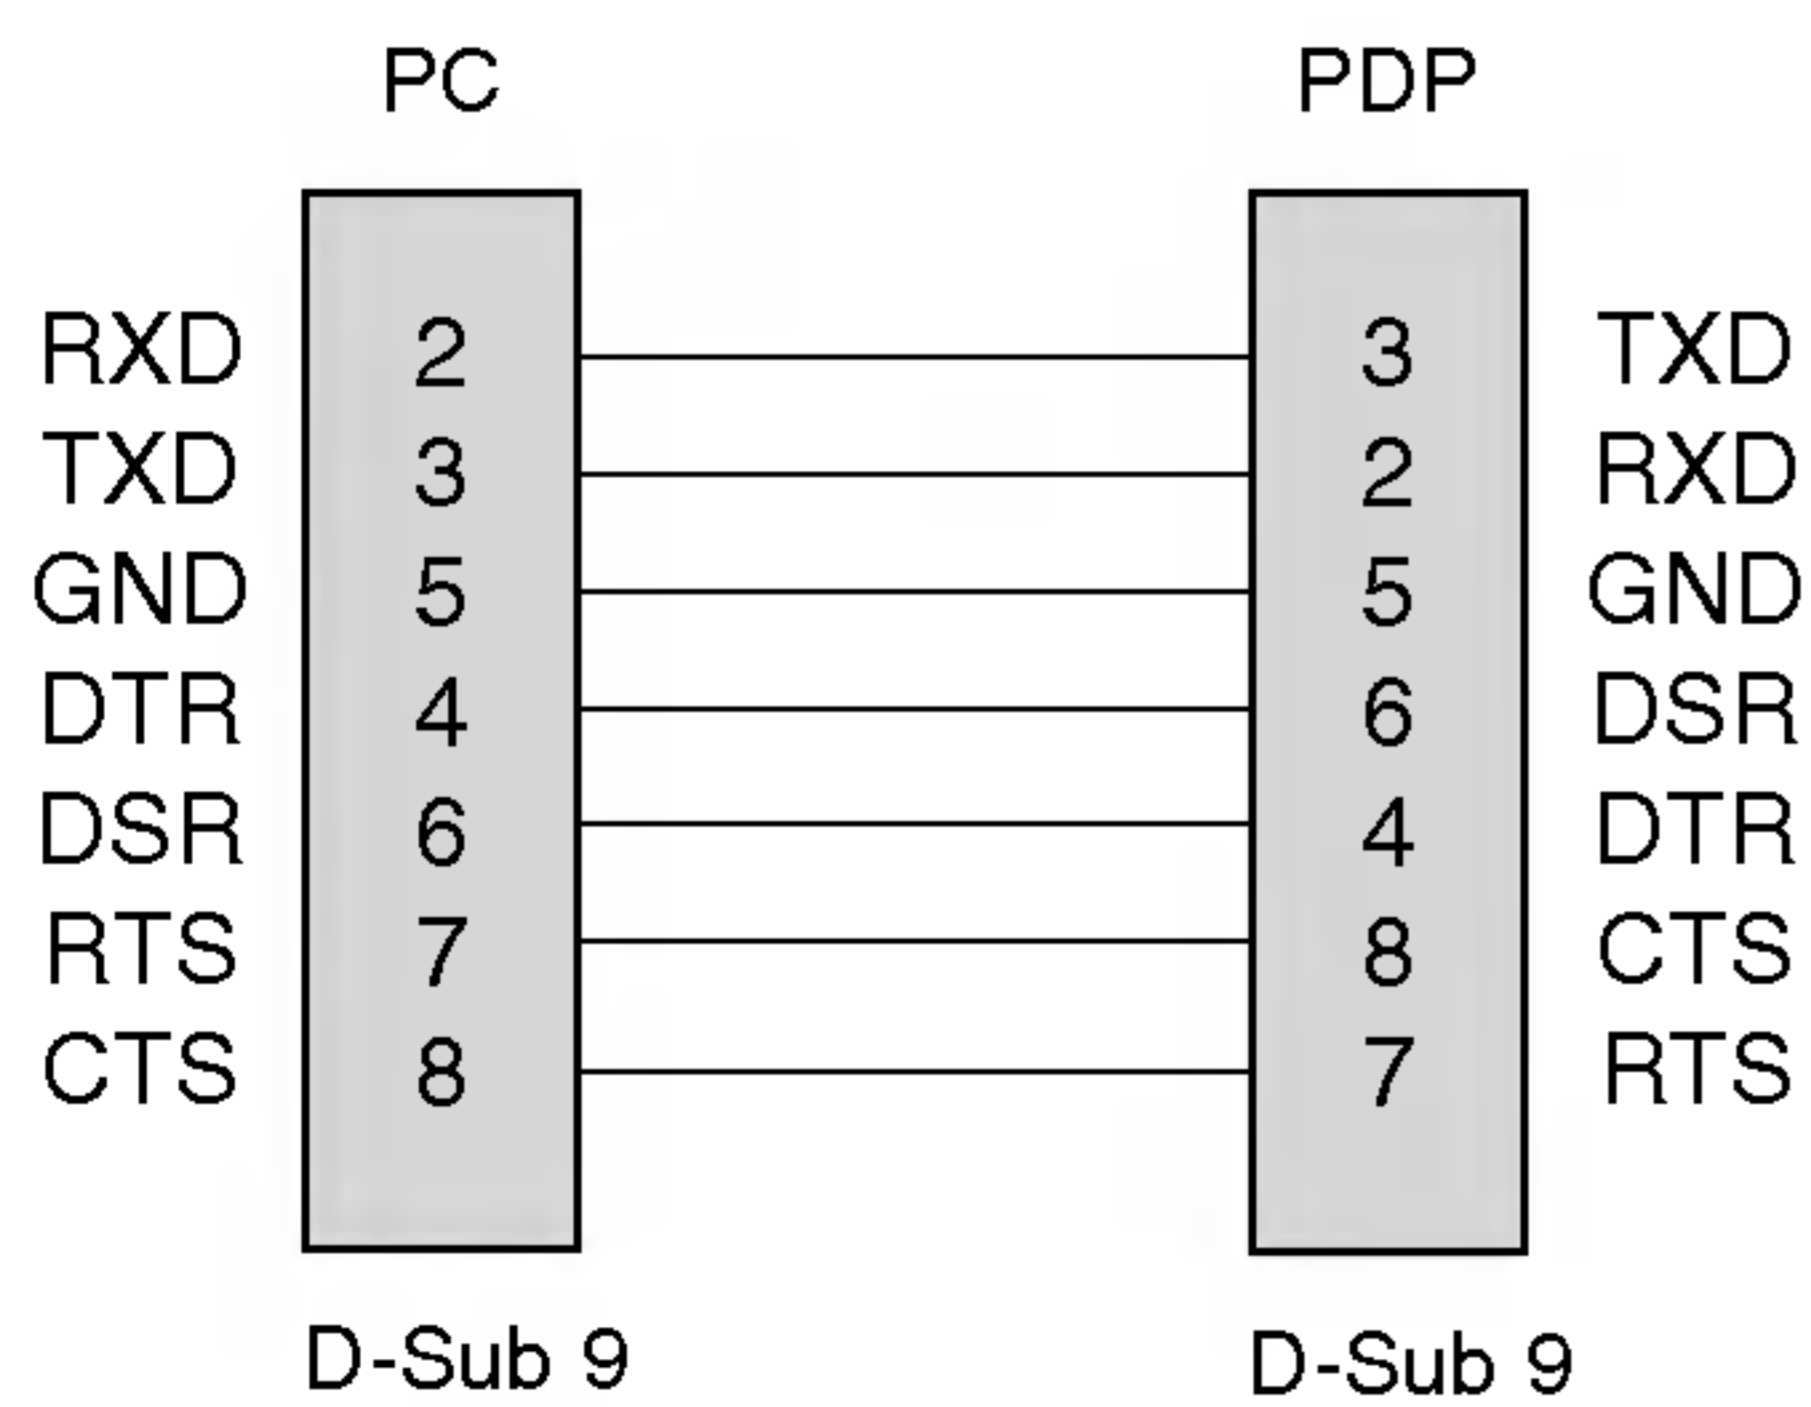 PC PDP
RXD 2 3 TXD
TXD 3 2 RXD
GND 5 5 GND
DTR 4 6 DSR
DSR 6 4 DTR
RTS 7 8 CTS
CTS 8 7 RTS
D-Sub 9 D-Sub 9